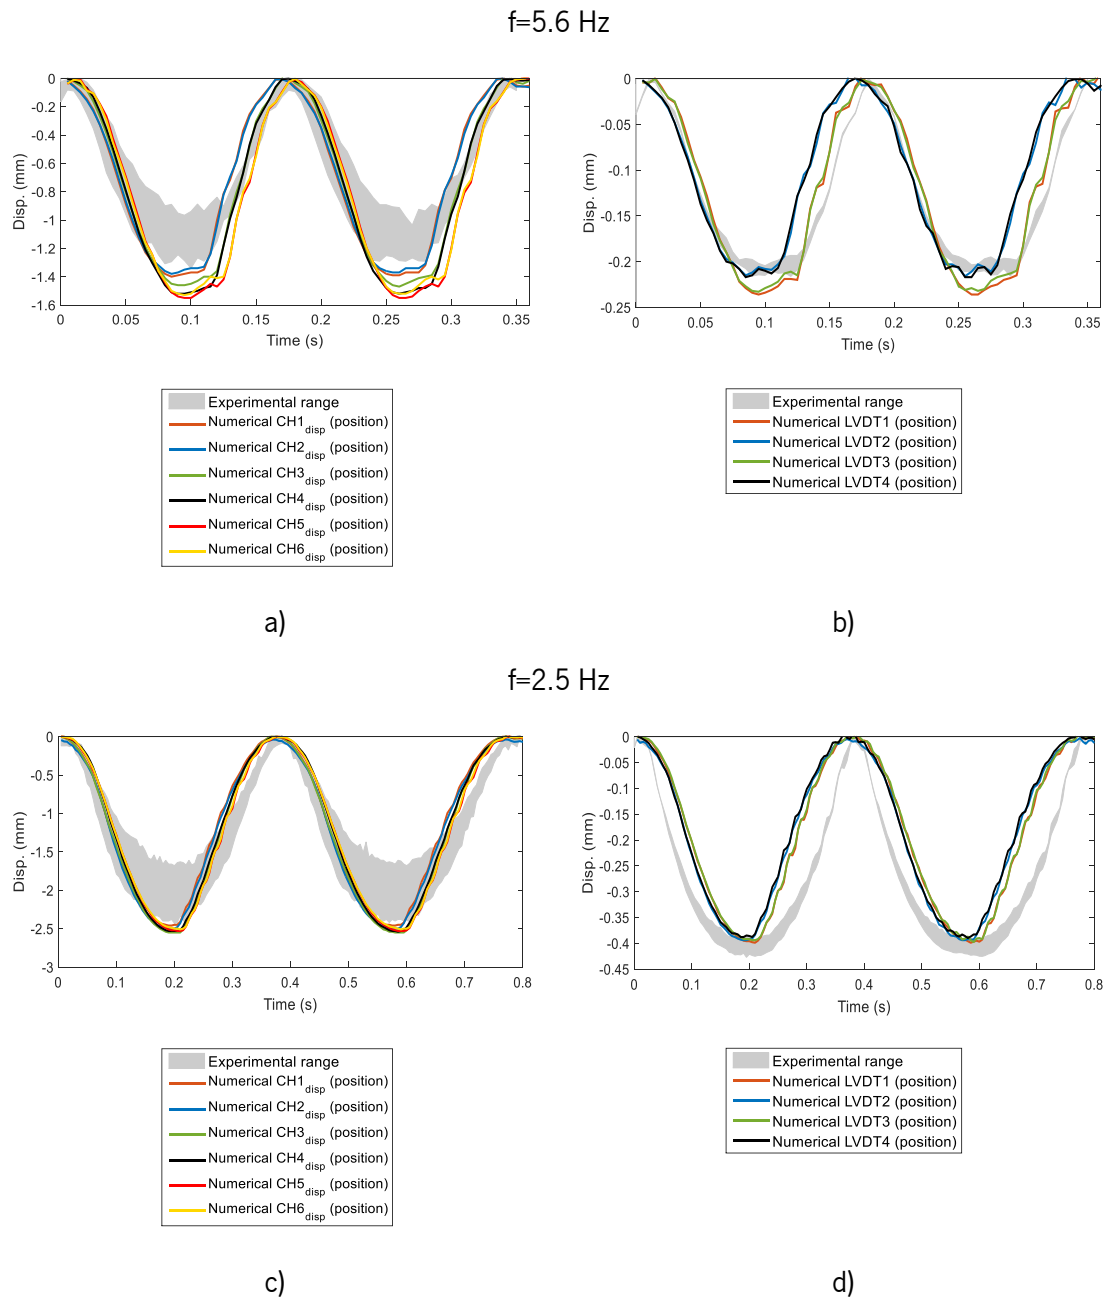 f=5.6 Hz
0
-0.2
-0.4
-0.6
-0.8
-1
-1.2
-1.4
-1.6
Disp. (mm)
0 0.05 0.1 0.15 0.2 0.25 0.3 0.35
Time (s)
Experimental range
Numerical CH1disp (position)
Numerical CH2disp (position)
Numerical CH3disp (position)
Numerical CH4disp (position)
Numerical CH5disp (position)
Numerical CH6disp (position)
a)
0
-0.05
-0.1
-0.15
-0.2
-0.25
Disp. (mm)
0 0.05 0.1 0.15 0.2 0.25 0.3 0.35
Time (s)
Experimental range
Numerical LVDT1 (position)
Numerical LVDT2 (position)
Numerical LVDT3 (position)
Numerical LVDT4 (position)
b)
f=2.5 Hz
0
-0.5
-1
-1.5
-2
-2.5
-3
Disp. (mm)
0 0.1 0.2 0.3 0.4 0.5 0.6 0.7 0.8
Time (s)
Experimental range
Numerical CH1disp (position)
Numerical CH2disp (position)
Numerical CH3disp (position)
Numerical CH4disp (position)
Numerical CH5disp (position)
Numerical CH6disp (position)
c)
0
-0.05
-0.1
-0.15
-0.2
-0.25
-0.3
-0.35
-0.4
-0.45
Disp. (mm)
0 0.1 0.2 0.3 0.4 0.5 0.6 0.7 0.8
Time (s)
Experimental range
Numerical LVDT1 (position)
Numerical LVDT2 (position)
Numerical LVDT3 (position)
Numerical LVDT4 (position)
d)